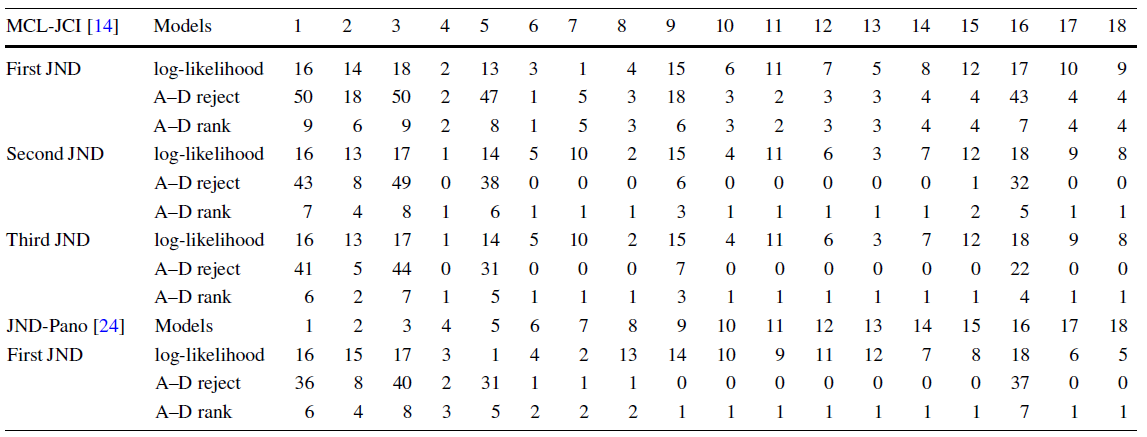 MCL-JCI [14] Models 1 2 3 4 5 6 7 8 9 10 11 12 13 14 15 16 17 18
First JND log-likelihood 16 14 18 2 13 3 1 4 15 6 11 7 5 8 12 17 10 9
A–D reject 50 18 50 2 47 1 5 3 18 3 2 3 3 4 4 43 4 4
A–D rank 9 6 9 2 8 1 5 3 6 3 2 3 3 4 4 7 4 4
Second JND log-likelihood 16 13 17 1 14 5 10 2 15 4 11 6 3 7 12 18 9 8
A–D reject 43 8 49 0 38 0 0 0 6 0 0 0 0 0 1 32 0 0
A–D rank 7 4 8 1 6 1 1 1 3 1 1 1 1 1 2 5 1 1
Third JND log-likelihood 16 13 17 1 14 5 10 2 15 4 11 6 3 7 12 18 9 8
A–D reject 41 5 44 0 31 0 0 0 7 0 0 0 0 0 0 22 0 0
A–D rank 6 2 7 1 5 1 1 1 3 1 1 1 1 1 1 4 1 1
JND-Pano [24] Models 1 2 3 4 5 6 7 8 9 10 11 12 13 14 15 16 17 18
First JND log-likelihood 16 15 17 3 1 4 2 13 14 10 9 11 12 7 8 18 6 5
A–D reject 36 8 40 2 31 1 1 1 0 0 0 0 0 0 0 37 0 0
A–D rank 6 4 8 3 5 2 2 2 1 1 1 1 1 1 1 7 1 1